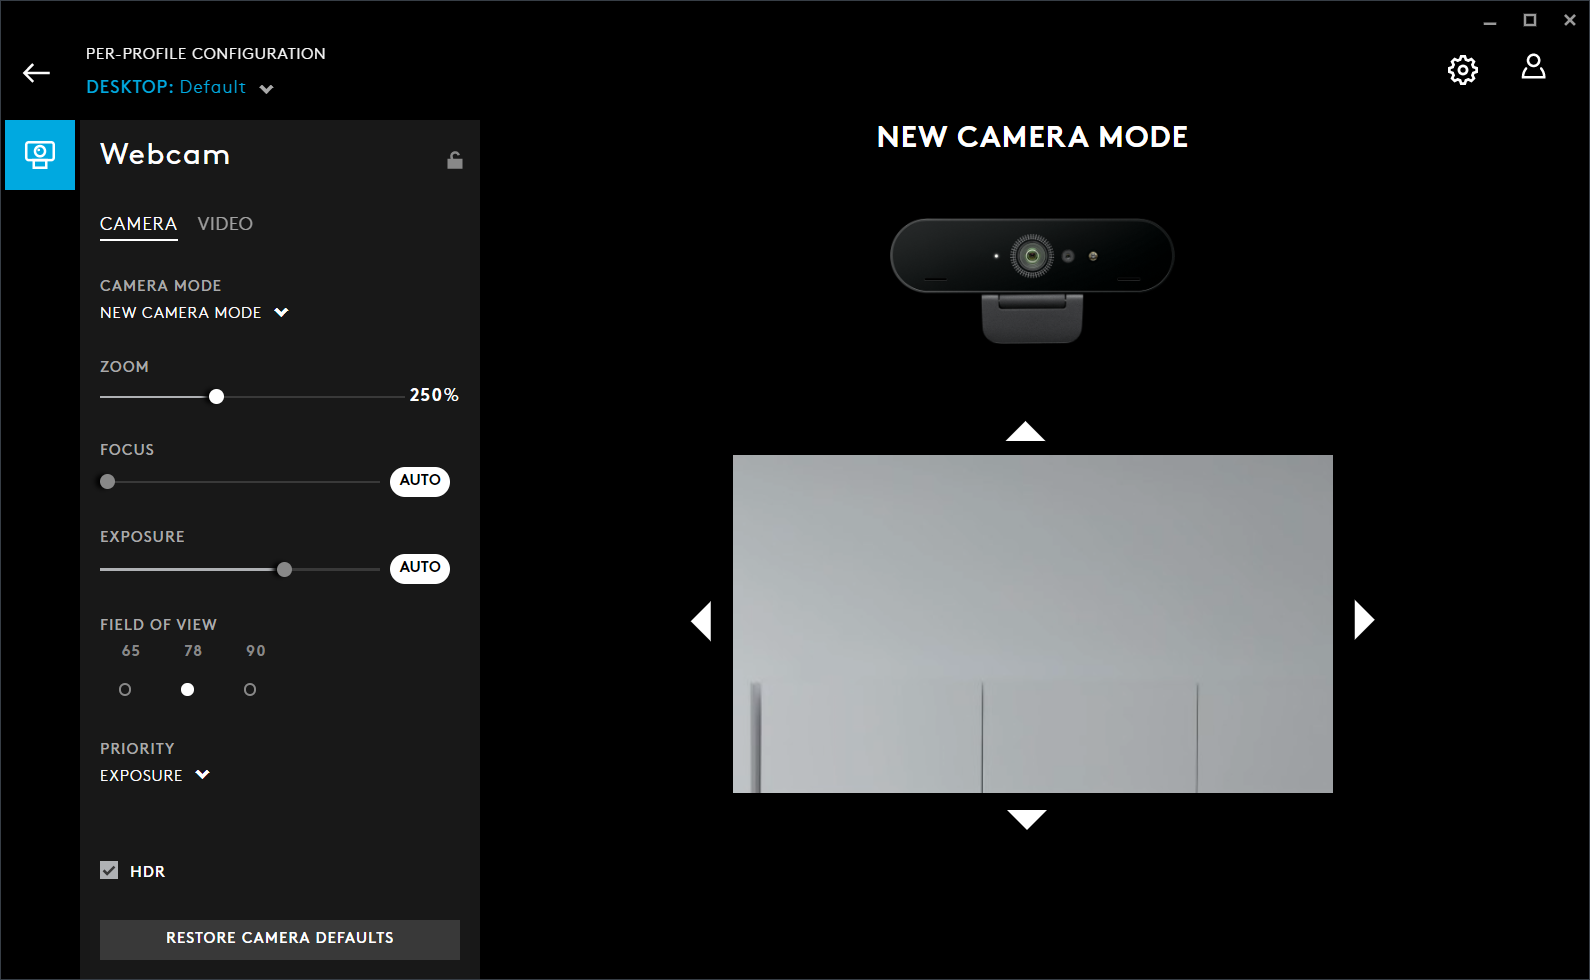 PER-PROFILE CONFIGURATION
DESKTOP: Default
Webcam
CAMERA VIDEO
CAMERA MODE
NEW CAMERA MODE
ZOOM
250%
FOCUS
AUTO
EXPOSURE
AUTO
FIELD OF VIEW
65 78 90
PRIORITY
EXPOSURE
HDR
RESTORE CAMERA DEFAULTS
NEW CAMERA MODE